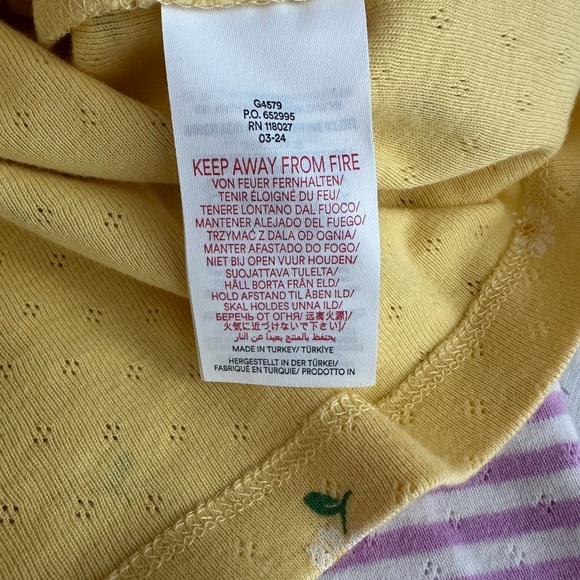 G4579
P.O. 652995
RN 118027
03-24
KEEP AWAY FROM FIRE
VON FEUER FERNHALTEN/
TENIR ÉLOIGNÉ DU FEU/
TENERE LONTANO DAL FUOCO/
MANTENER ALEJADO DEL FUEGO/
TRZYMAĆ Z DALA OD OGNIA/
MANTER AFASTADO DO FOGO/
NIET BIJ OPEN VUUR HOUDEN/
SUOJATTAVA TULELTA/
HÅLL BORTA FRÅN ELD/
HOLD AFSTAND TIL ÅBEN ILD/
SKAL HOLDES UNNA ILD/
БЕРЕЧЬ ОТ ОГНЯ/ 远离火源]/
火気に近づけないで下さい]/
يحتفظ بالمنتج بعيدا عن النار
MADE IN TURKEY/TÜRKİYE
HERGESTELLT IN DER TÜRKEI/
FABRIQUÉ EN TURQUIE/ PRODOTTO IN